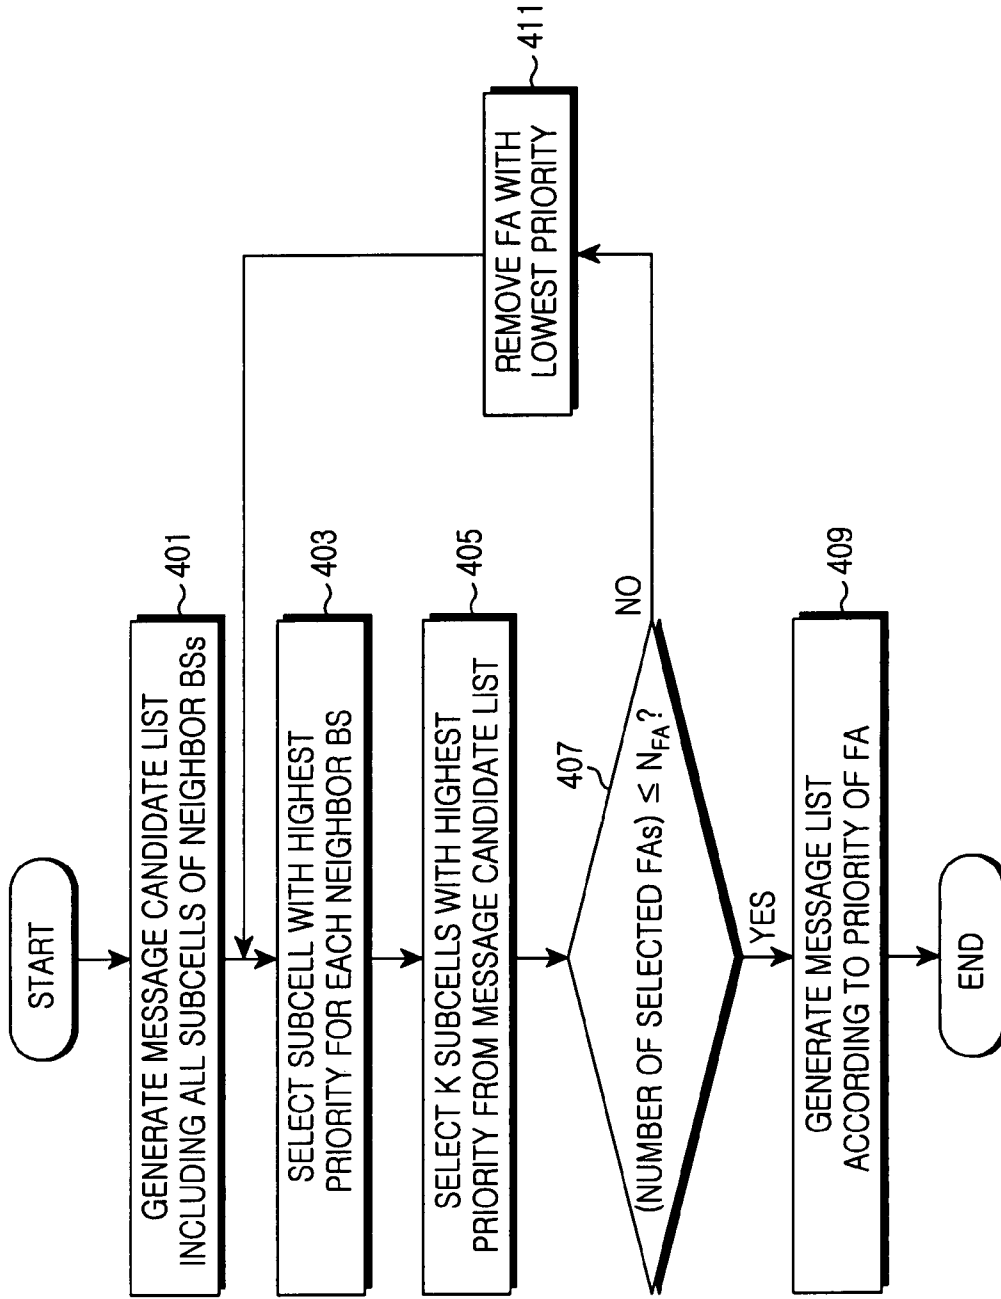 START
GENERATE MESSAGE CANDIDATE LIST
INCLUDING ALL SUBCELLS OF NEIGHBOR BSs
401
SELECT SUBCELL WITH HIGHEST
PRIORITY FOR EACH NEIGHBOR BS
403
SELECT K SUBCELLS WITH HIGHEST
PRIORITY FROM MESSAGE CANDIDATE LIST
405
407
(NUMBER OF SELECTED FAs) ≤ N_FA?
NO
YES
REMOVE FA WITH
LOWEST PRIORITY
411
GENERATE MESSAGE LIST
ACCORDING TO PRIORITY OF FA
409
END